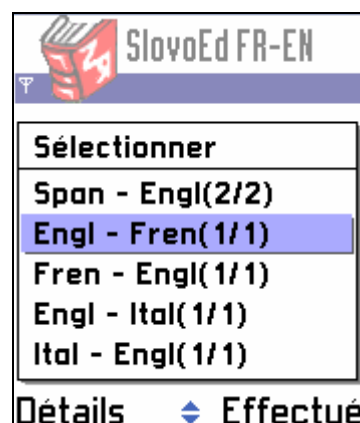 SlovoEd FR-EN
Sélectionner
Span - Engl(2/2)
Engl - Fren(1/1)
Fren - Engl(1/1)
Engl - Ital(1/1)
Ital - Engl(1/1)
Détails Effectué